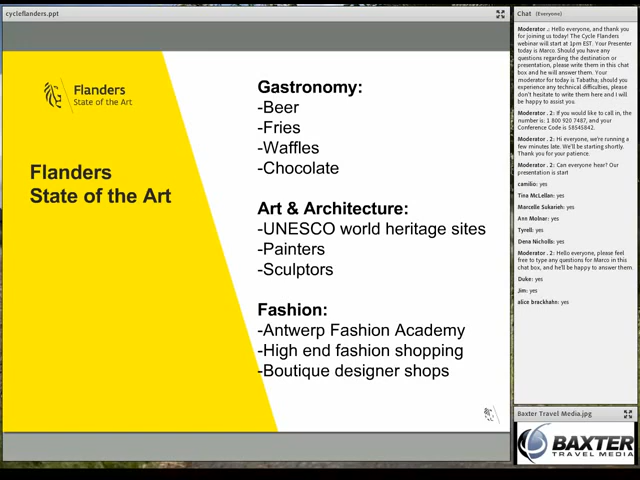 cycleflanders.ppt
Flanders
State of the Art
Flanders
State of the Art
Gastronomy:
-Beer
-Fries
-Waffles
-Chocolate
Art & Architecture:
-UNESCO world heritage sites
-Painters
-Sculptors
Fashion:
-Antwerp Fashion Academy
-High end fashion shopping
-Boutique designer shops
Chat (Everyone)
Moderator .: Hello everyone, and thank you
for joining us today! The Cycle Flanders
webinar will start at 1pm EST. Your Presenter
today is Marco. Should you have any
questions regarding the destination or
presentation, please write them in this chat
box and he will answer them. Your
moderator for today is Tabatha; should you
experience any technical difficulties, please
don't hesitate to write them here and I will
be happy to assist you.
Moderator . 2: If you would like to call in, the
number is: 1 800 920 7487, and your
Conference Code is 58545842.
Moderator . 2: Hi everyone, we're running a
few minutes late. We'll be starting shortly.
Thank you for your patience.
Moderator . 2: Can everyone hear? Our
presentation is start
camilio: yes
Tina McLellan: yes
Marcelle Sukarieh: yes
Ann Molnar: yes
Tyrell: yes
Dena Nicholls: yes
Moderator . 2: Hello everyone, please feel
free to type any questions for Marco in this
chat box, and he'll be happy to answer them.
Duke: yes
Jim: yes
alice brackhahn: yes
Baxter Travel Media.jpg
BAXTER
TRAVEL MEDIA